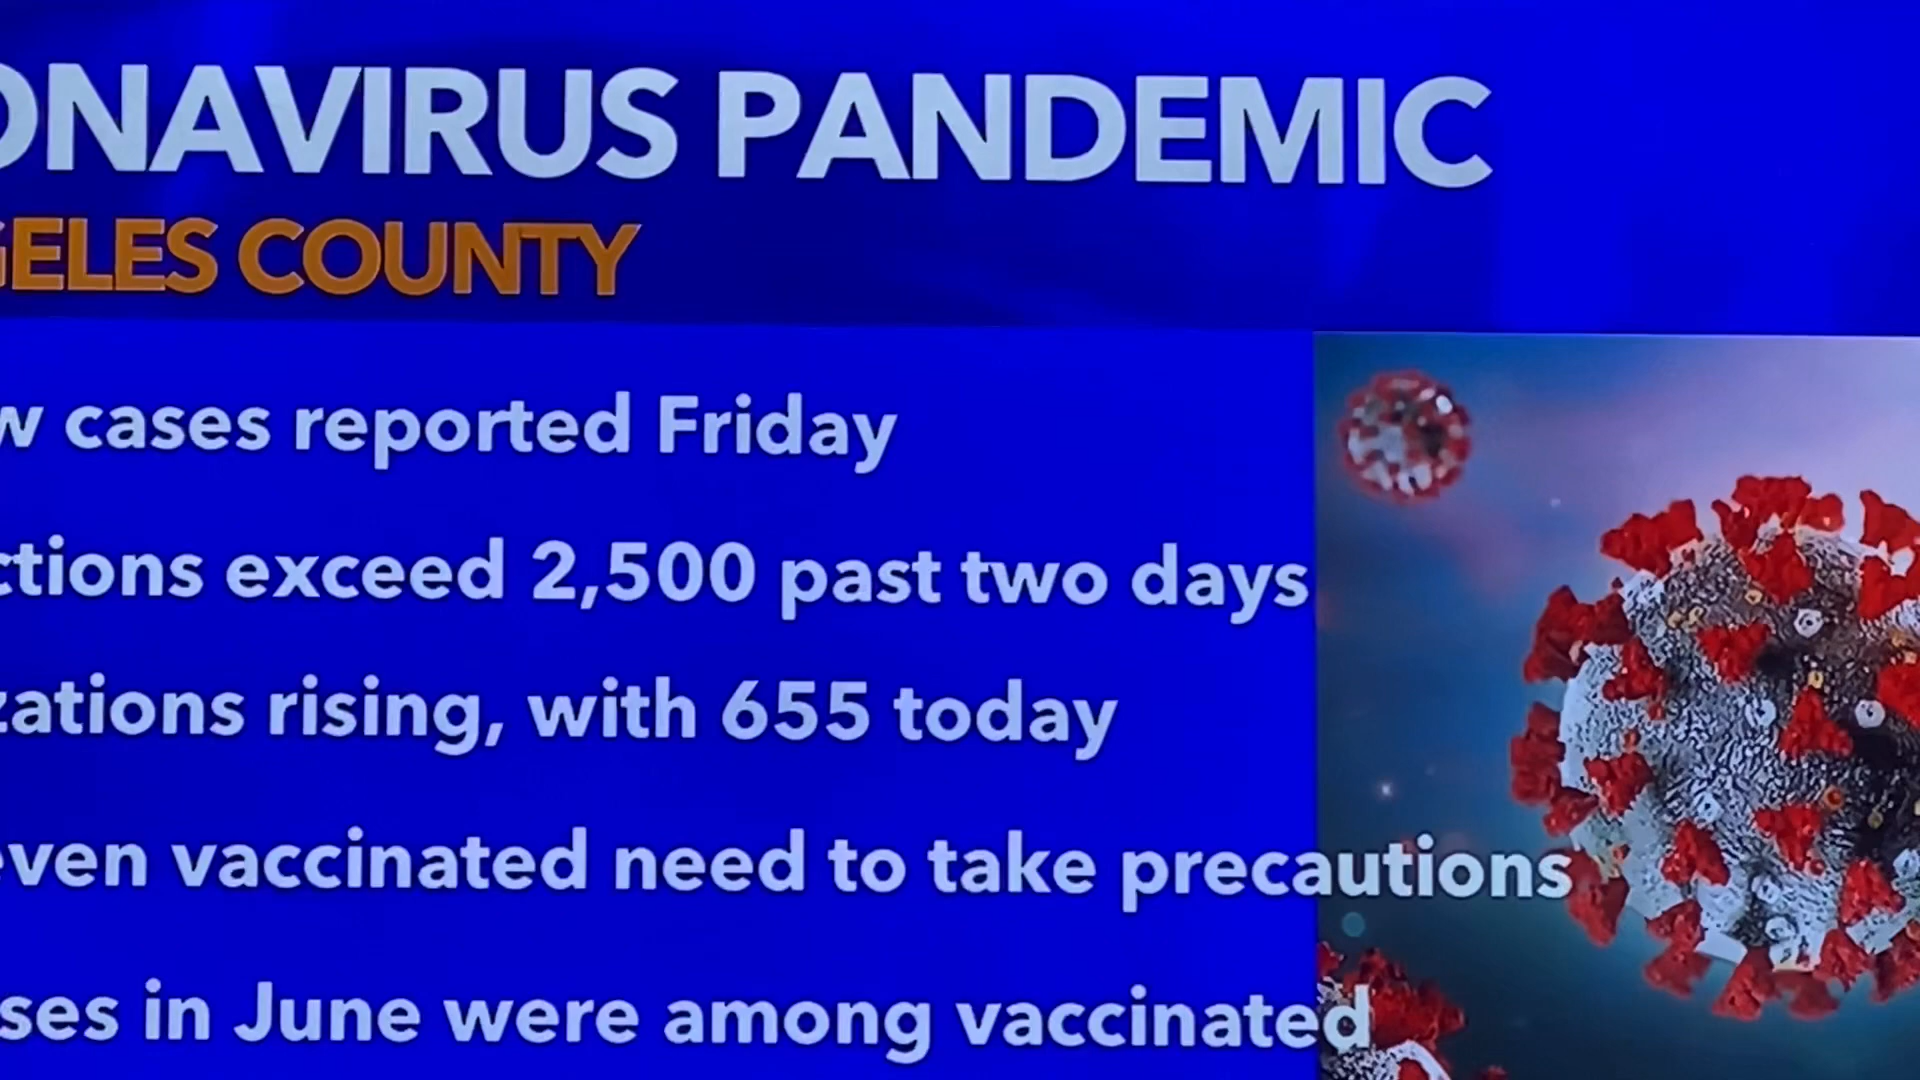 ONAVIRUS PANDEMIC
GELES COUNTY
w cases reported Friday
ctions exceed 2,500 past two days
zations rising, with 655 today
even vaccinated need to take precautions
ses in June were among vaccinated